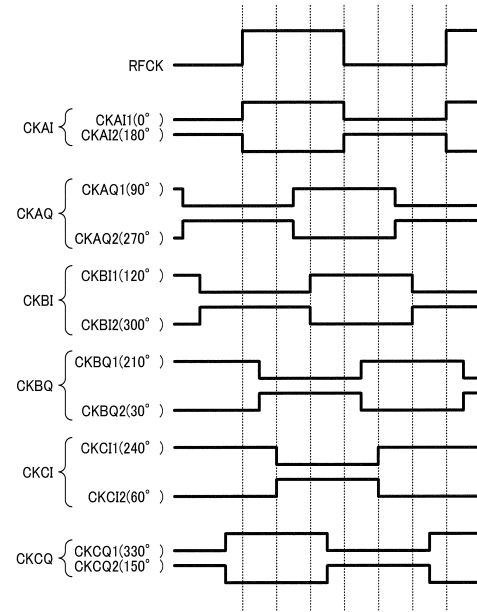 RFCK
CKAI
CKAI1(0° )
CKAI2(180° )
CKAQ
CKAQ1(90° )
CKAQ2(270° )
CKBI
CKBI1(120° )
CKBI2(300° )
CKBQ
CKBQ1(210° )
CKBQ2(30° )
CKCI
CKCI1(240° )
CKCI2(60° )
CKCQ
CKCQ1(330° )
CKCQ2(150° )